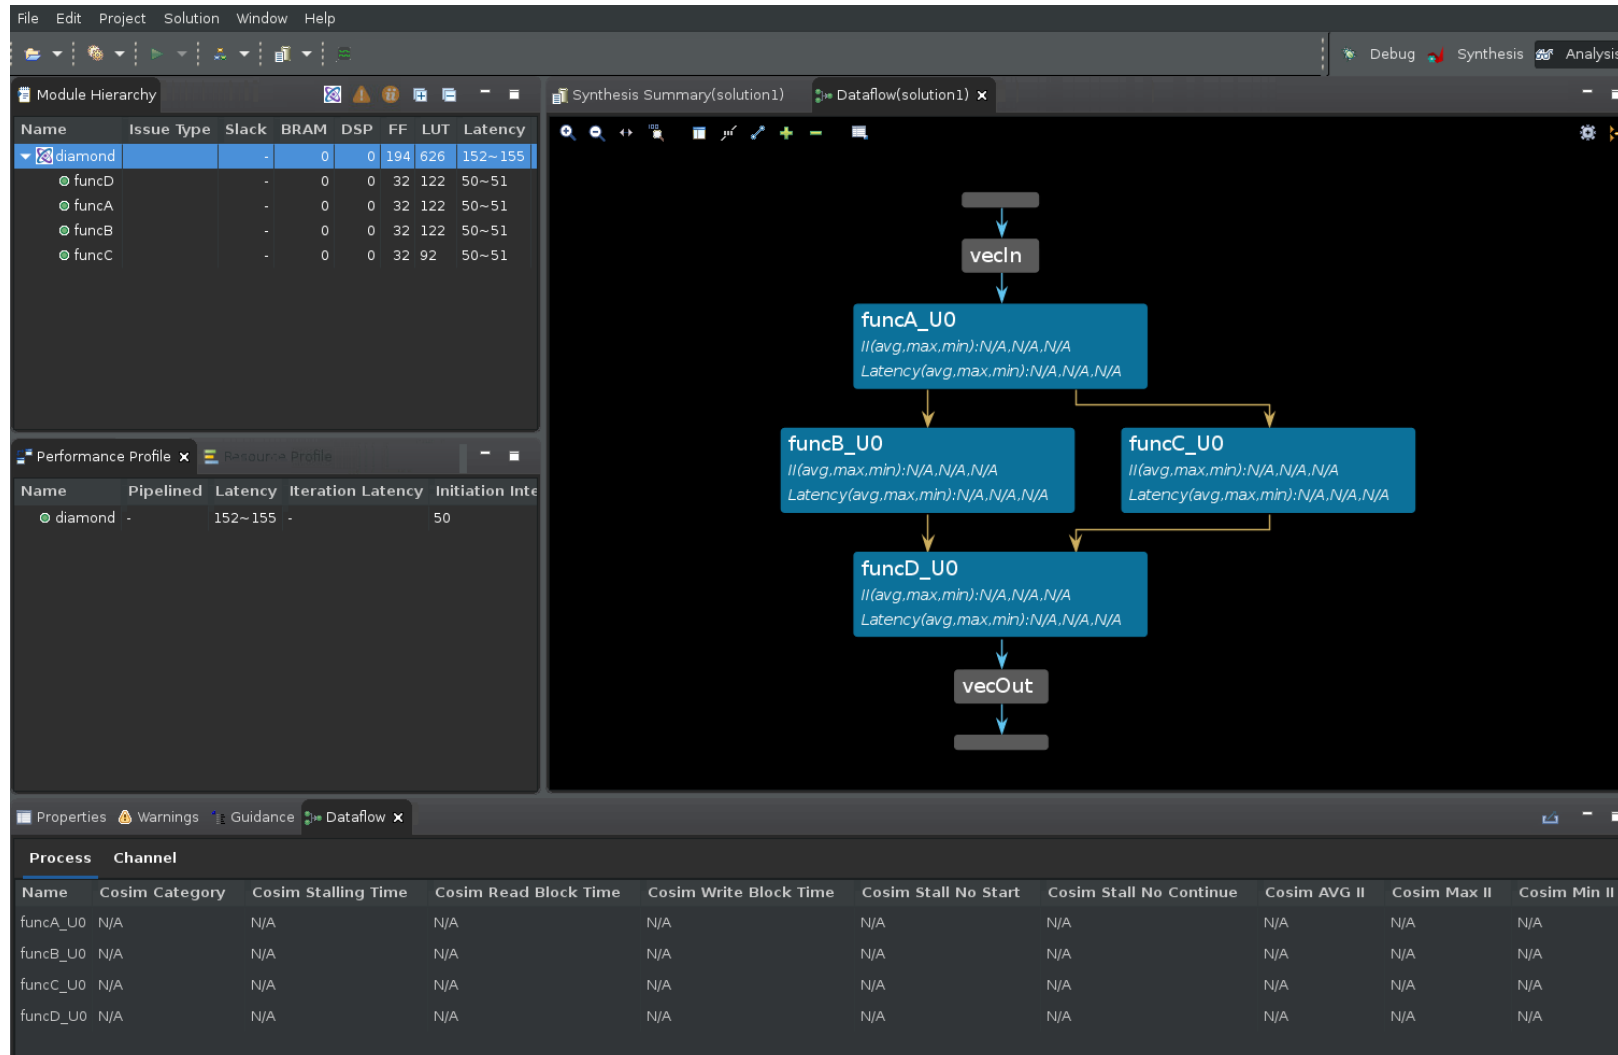 File Edit Project Solution Window Help
Debug Synthesis Analysis
Module Hierarchy
Name Issue Type Slack BRAM DSP FF LUT Latency
diamond - 0 0 194 626 152~155
funcD - 0 0 32 122 50~51
funcA - 0 0 32 122 50~51
funcB - 0 0 32 122 50~51
funcC - 0 0 32 92 50~51
Performance Profile Resource Profile
Name Pipelined Latency Iteration Latency Initiation Inte
diamond - 152~155 - 50
Synthesis Summary(solution1) Dataflow(solution1)
vecIn
funcA_U0
II(avg,max,min):N/A,N/A,N/A
Latency(avg,max,min):N/A,N/A,N/A
funcB_U0
II(avg,max,min):N/A,N/A,N/A
Latency(avg,max,min):N/A,N/A,N/A
funcC_U0
II(avg,max,min):N/A,N/A,N/A
Latency(avg,max,min):N/A,N/A,N/A
funcD_U0
II(avg,max,min):N/A,N/A,N/A
Latency(avg,max,min):N/A,N/A,N/A
vecOut
Properties Warnings Guidance Dataflow
Process Channel
Name Cosim Category Cosim Stalling Time Cosim Read Block Time Cosim Write Block Time Cosim Stall No Start Cosim Stall No Continue Cosim AVG II Cosim Max II Cosim Min II
funcA_U0 N/A N/A N/A N/A N/A N/A N/A N/A N/A
funcB_U0 N/A N/A N/A N/A N/A N/A N/A N/A N/A
funcC_U0 N/A N/A N/A N/A N/A N/A N/A N/A N/A
funcD_U0 N/A N/A N/A N/A N/A N/A N/A N/A N/A